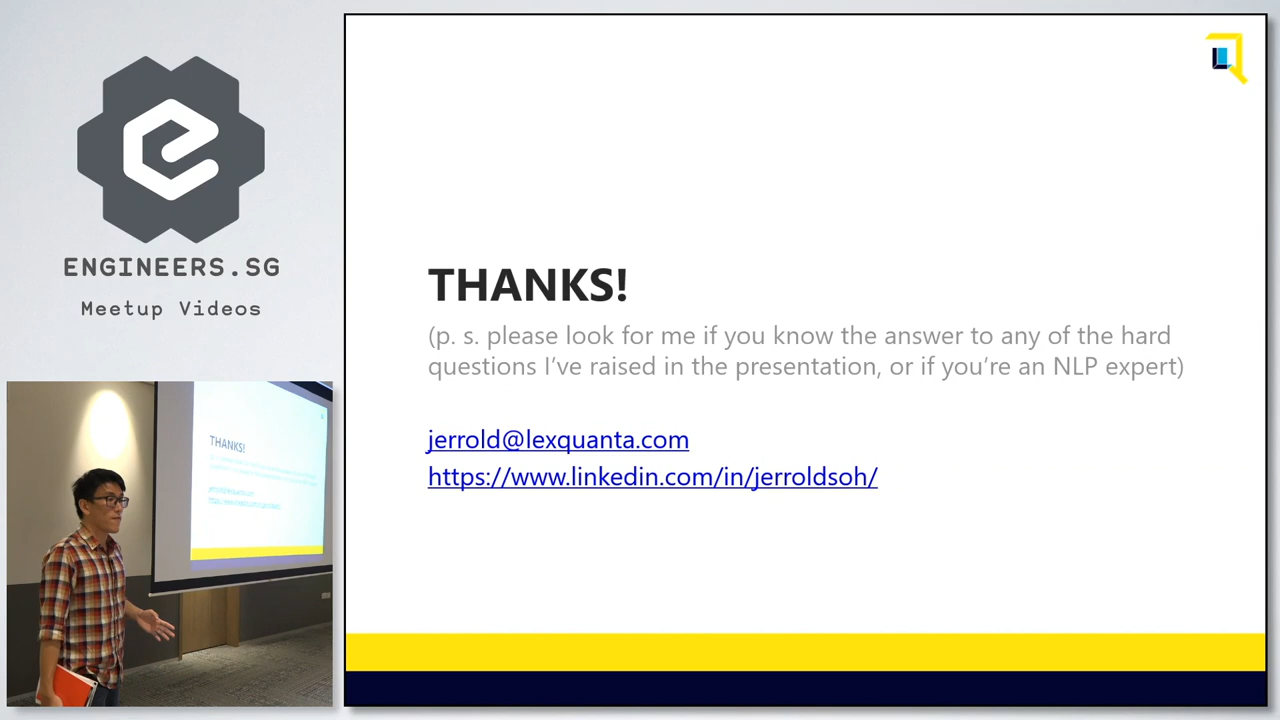 ENGINEERS.SG
Meetup Videos
THANKS!
(p. s. please look for me if you know the answer to any of the hard
questions I’ve raised in the presentation, or if you’re an NLP expert)
jerrold@lexquanta.com
https://www.linkedin.com/in/jerroldsoh/
THANKS!